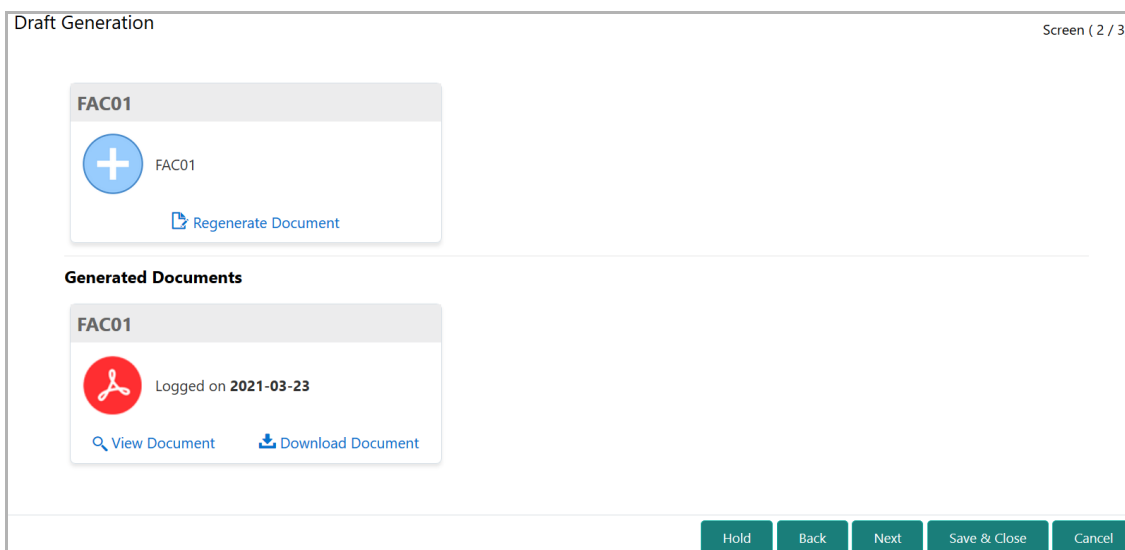 Draft Generation
Screen ( 2 / 3
FAC01
FAC01
Regenerate Document
Generated Documents
FAC01
Logged on 2021-03-23
View Document Download Document
Hold Back Next Save & Close Cancel